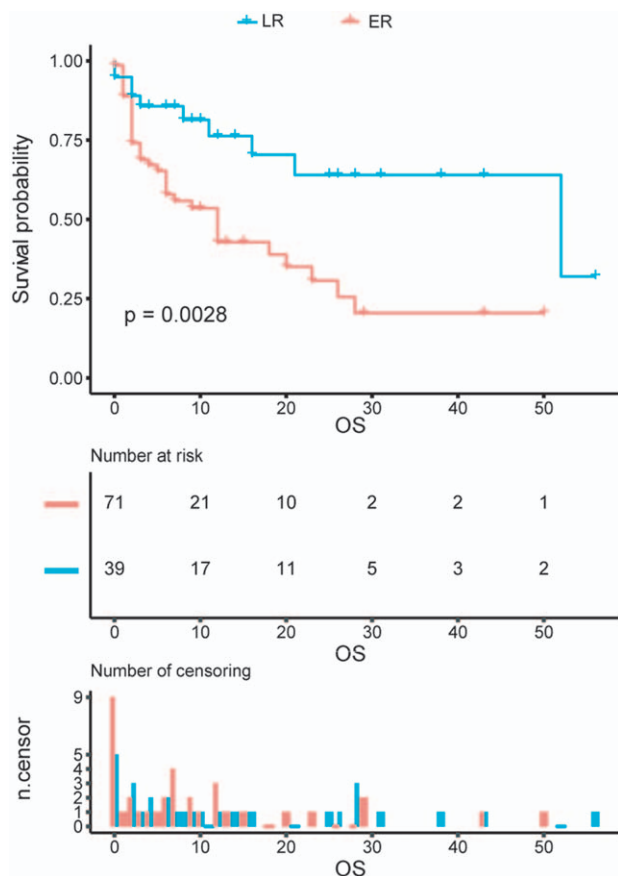 LR ER
1.00
0.75
0.50
0.25
0.00
Survival probability
p = 0.0028
0 10 20 30 40 50
OS
Number at risk
71 21 10 2 2 1
39 17 11 5 3 2
0 10 20 30 40 50
OS
Number of censoring
9
5
4
3
2
1
0
n.censor
0 10 20 30 40 50
OS